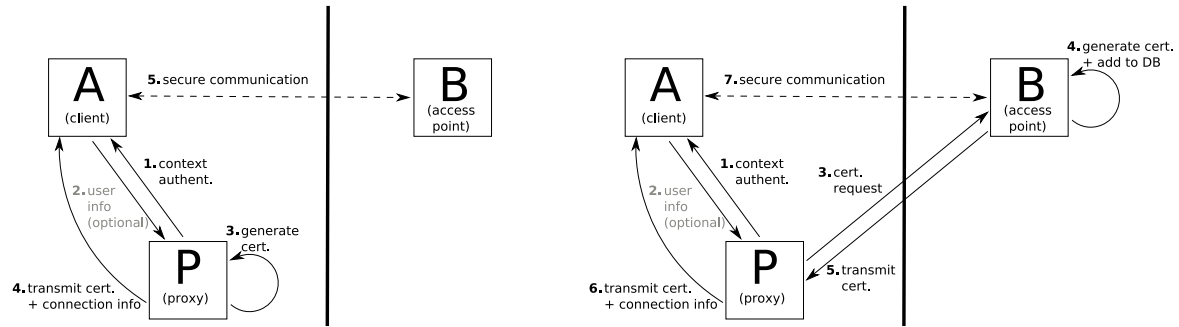 A
(client)
5. secure communication
B
(access
point)
1. context
authent.
2. user
info
(optional)
3. generate
cert.
P
(proxy)
4. transmit cert.
+ connection info
A
(client)
7. secure communication
B
(access
point)
4. generate cert.
+ add to DB
1. context
authent.
2. user
info
(optional)
3. cert.
request
P
(proxy)
5. transmit
cert.
6. transmit cert.
+ connection info